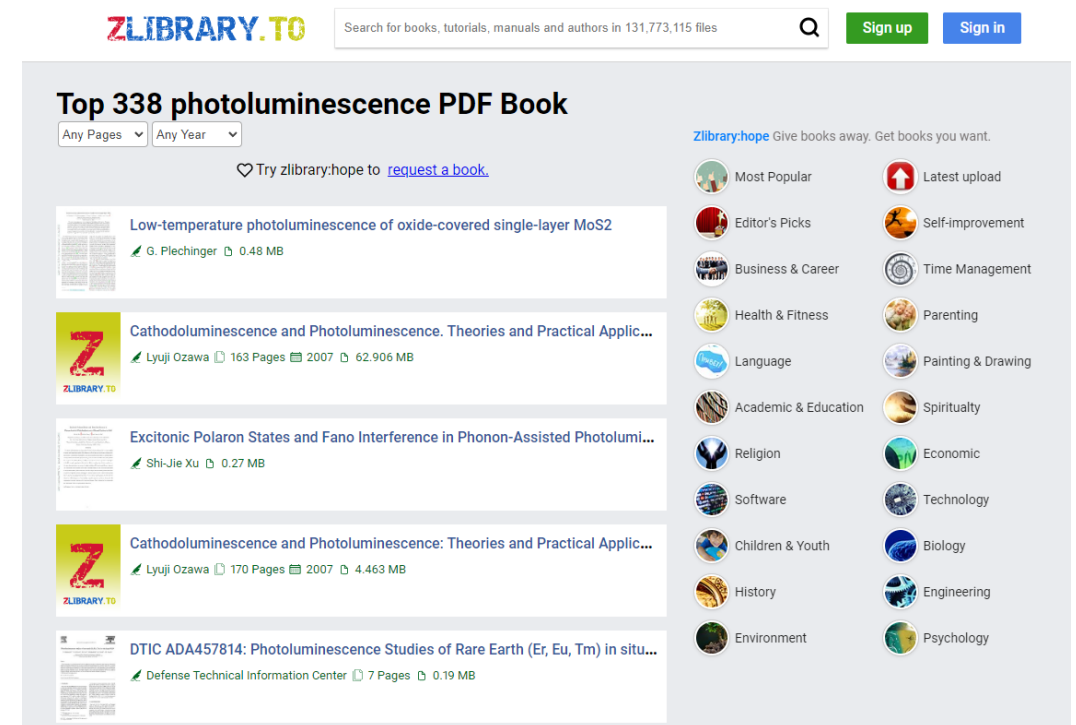 ZLIBRARY.TO
Search for books, tutorials, manuals and authors in 131,773,115 files
Sign up
Sign in
Top 338 photoluminescence PDF Book
Any Pages
Any Year
Try zlibrary:hope to request a book.
Low-temperature photoluminescence of oxide-covered single-layer MoS2
G. Plechinger 0.48 MB
Z
ZLIBRARY.TO
Cathodoluminescence and Photoluminescence. Theories and Practical Applic...
Lyuji Ozawa 163 Pages 2007 62.906 MB
Excitonic Polaron States and Fano Interference in Phonon-Assisted Photolumi...
Shi-Jie Xu 0.27 MB
Z
ZLIBRARY.TO
Cathodoluminescence and Photoluminescence: Theories and Practical Applic...
Lyuji Ozawa 170 Pages 2007 4.463 MB
DTIC ADA457814: Photoluminescence Studies of Rare Earth (Er, Eu, Tm) in situ...
Defense Technical Information Center 7 Pages 0.19 MB
Zlibrary:hope Give books away. Get books you want.
Most Popular
Latest upload
Editor's Picks
Self-improvement
Business & Career
Time Management
Health & Fitness
Parenting
Language
Painting & Drawing
Academic & Education
Spiritualty
Religion
Economic
Software
Technology
Children & Youth
Biology
History
Engineering
Environment
Psychology